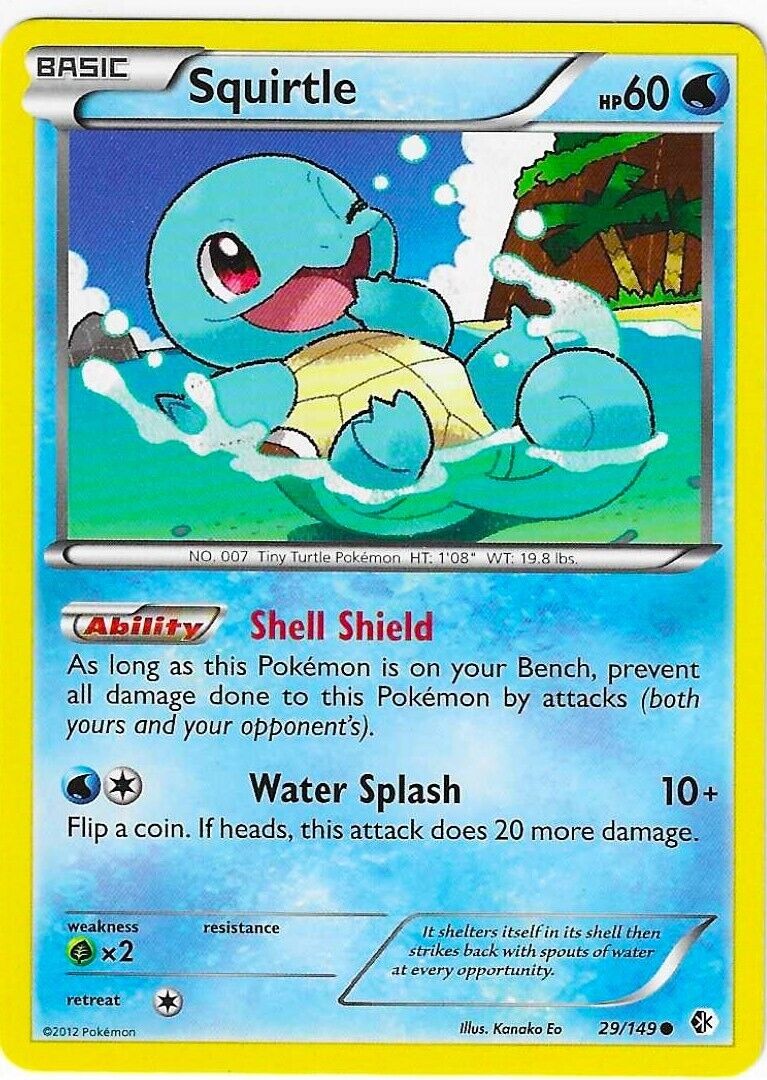 BASIC
Squirtle
HP60
NO. 007 Tiny Turtle Pokémon HT: 1'08" WT: 19.8 lbs.
Ability Shell Shield
As long as this Pokémon is on your Bench, prevent
all damage done to this Pokémon by attacks (both
yours and your opponent's).
Water Splash 10+
Flip a coin. If heads, this attack does 20 more damage.
weakness resistance
×2
retreat
It shelters itself in its shell then
strikes back with spouts of water
at every opportunity.
©2012 Pokémon
Illus. Kanako Eo 29/149